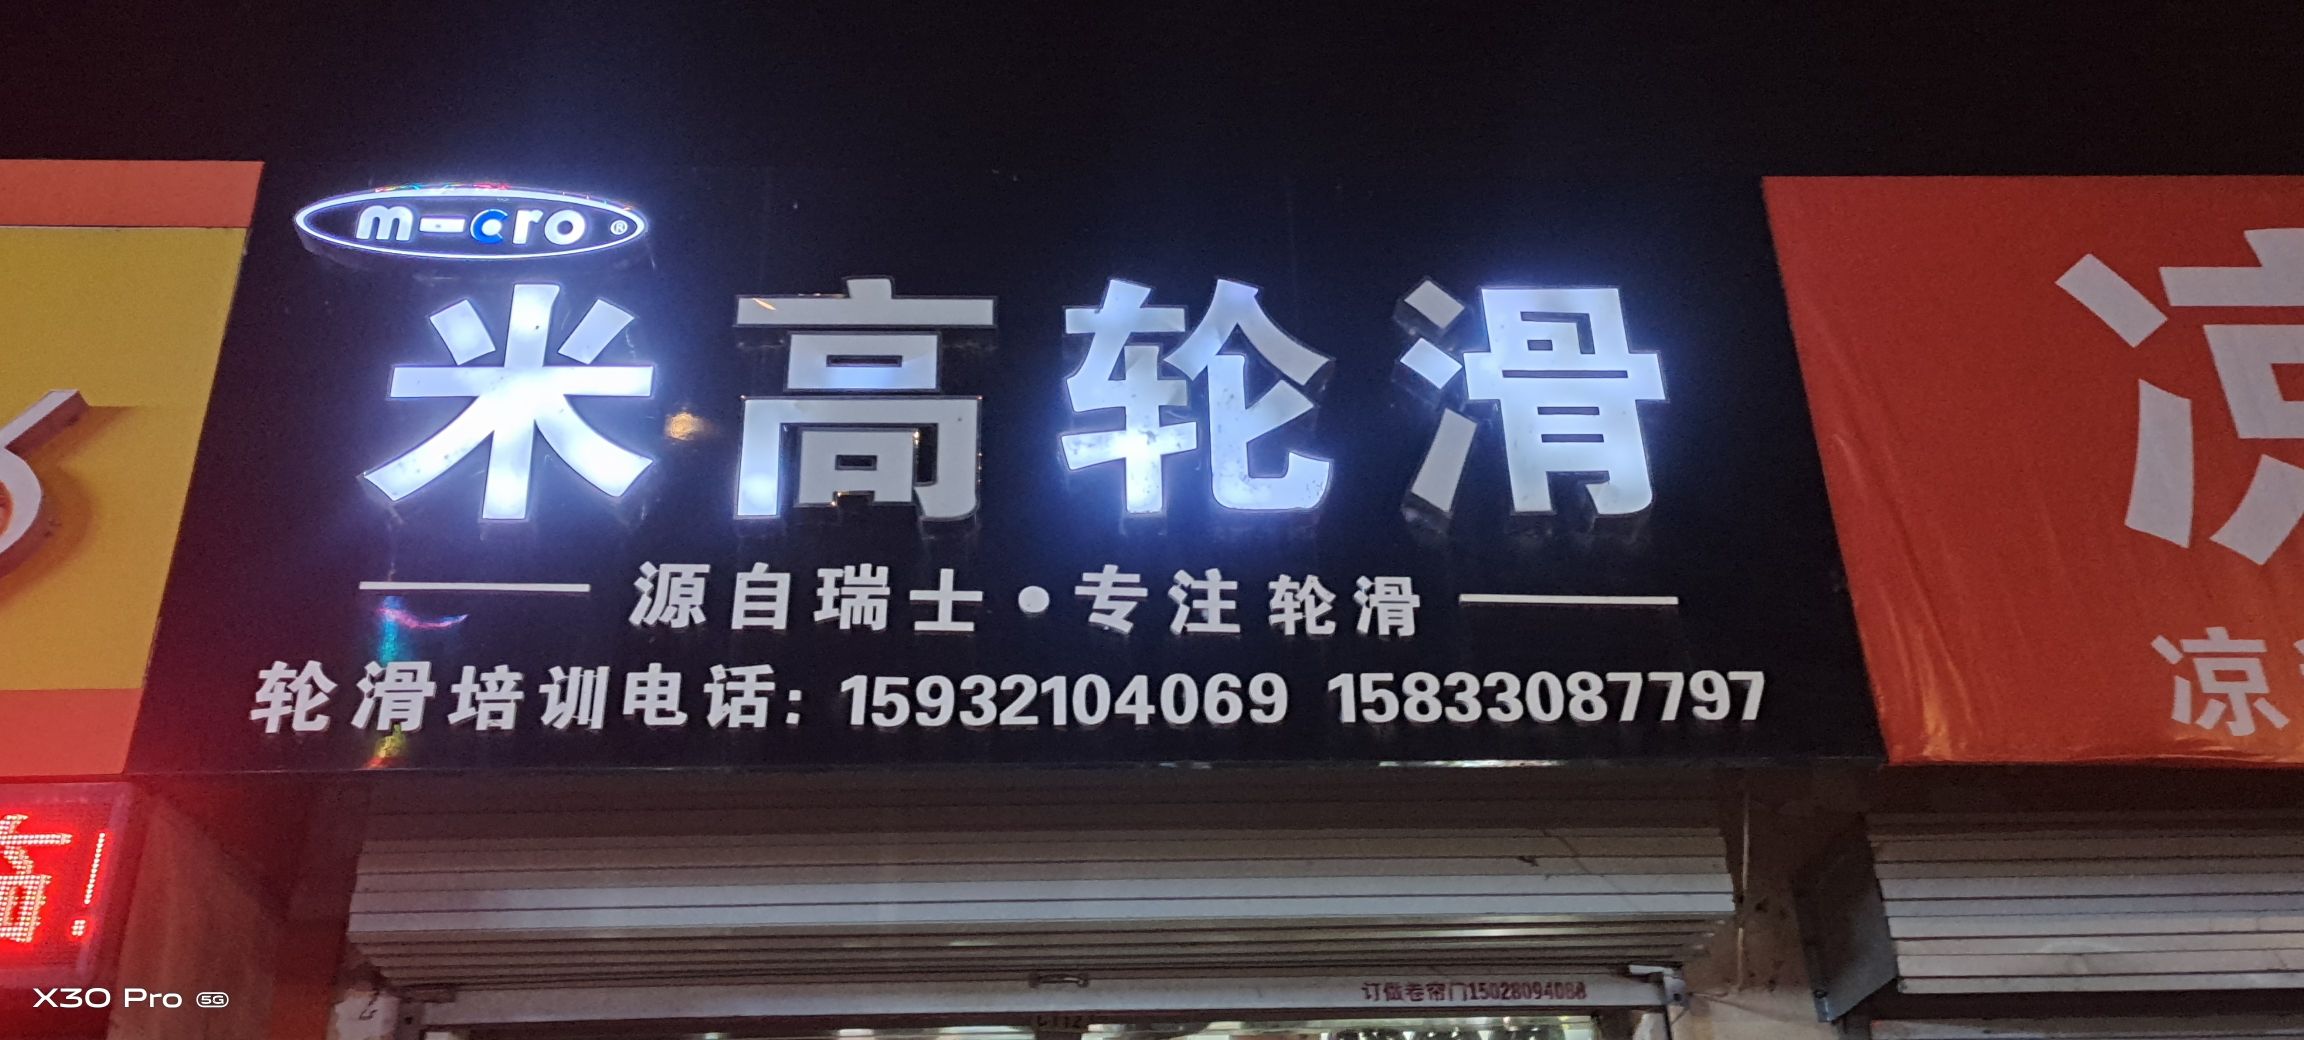 m-cro®
米高轮滑
源自瑞士·专注轮滑
轮滑培训电话: 15932104069 15833087797
凉
凉
订做卷帘门15028094088
X30 Pro 5G